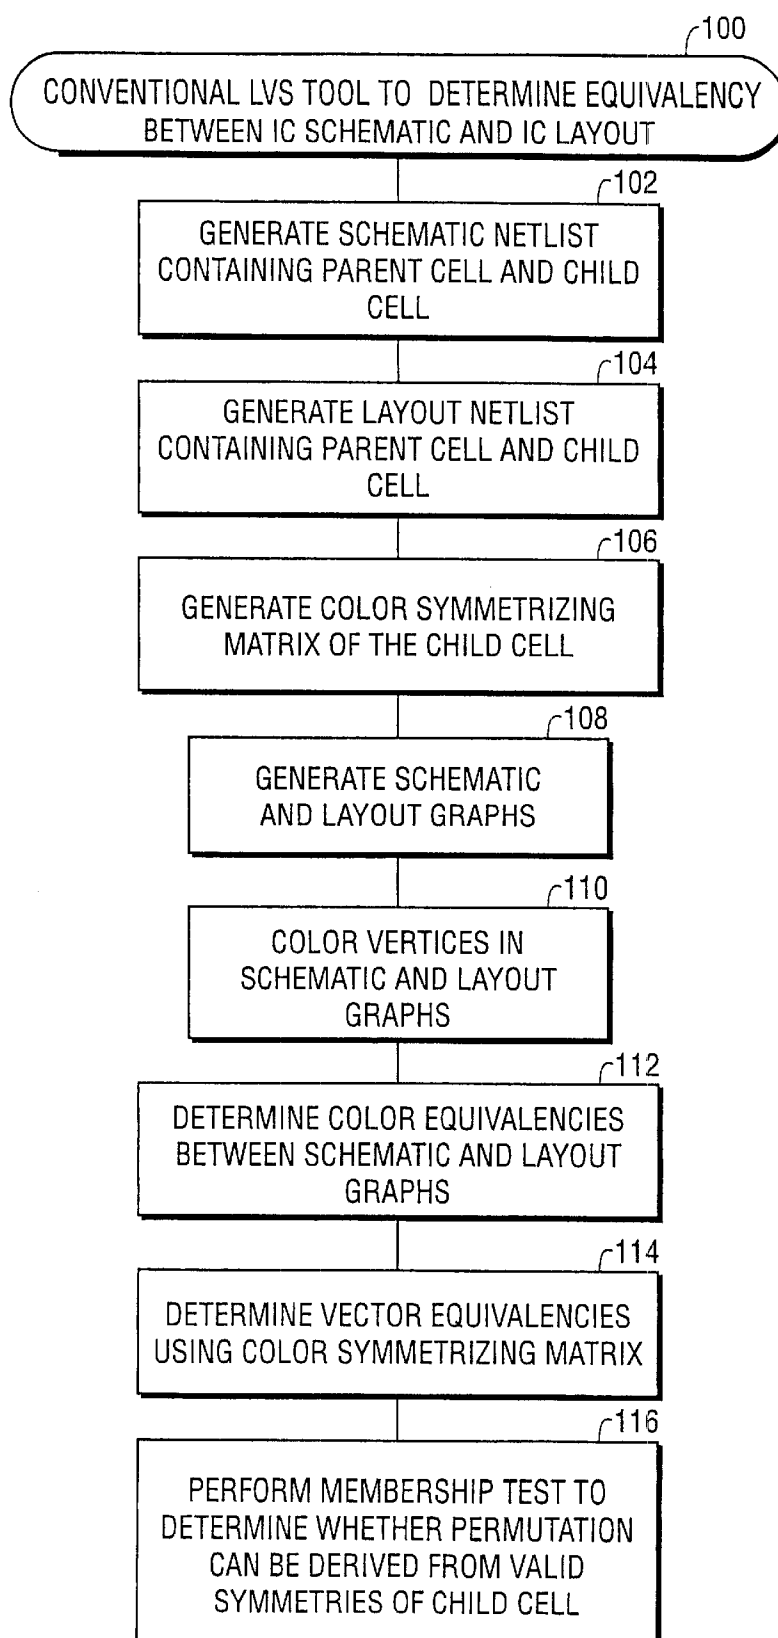 100
CONVENTIONAL LVS TOOL TO DETERMINE EQUIVALENCY
BETWEEN IC SCHEMATIC AND IC LAYOUT
102
GENERATE SCHEMATIC NETLIST
CONTAINING PARENT CELL AND CHILD
CELL
104
GENERATE LAYOUT NETLIST
CONTAINING PARENT CELL AND CHILD
CELL
106
GENERATE COLOR SYMMETRIZING
MATRIX OF THE CHILD CELL
108
GENERATE SCHEMATIC
AND LAYOUT GRAPHS
110
COLOR VERTICES IN
SCHEMATIC AND LAYOUT
GRAPHS
112
DETERMINE COLOR EQUIVALENCIES
BETWEEN SCHEMATIC AND LAYOUT
GRAPHS
114
DETERMINE VECTOR EQUIVALENCIES
USING COLOR SYMMETRIZING MATRIX
116
PERFORM MEMBERSHIP TEST TO
DETERMINE WHETHER PERMUTATION
CAN BE DERIVED FROM VALID
SYMMETRIES OF CHILD CELL